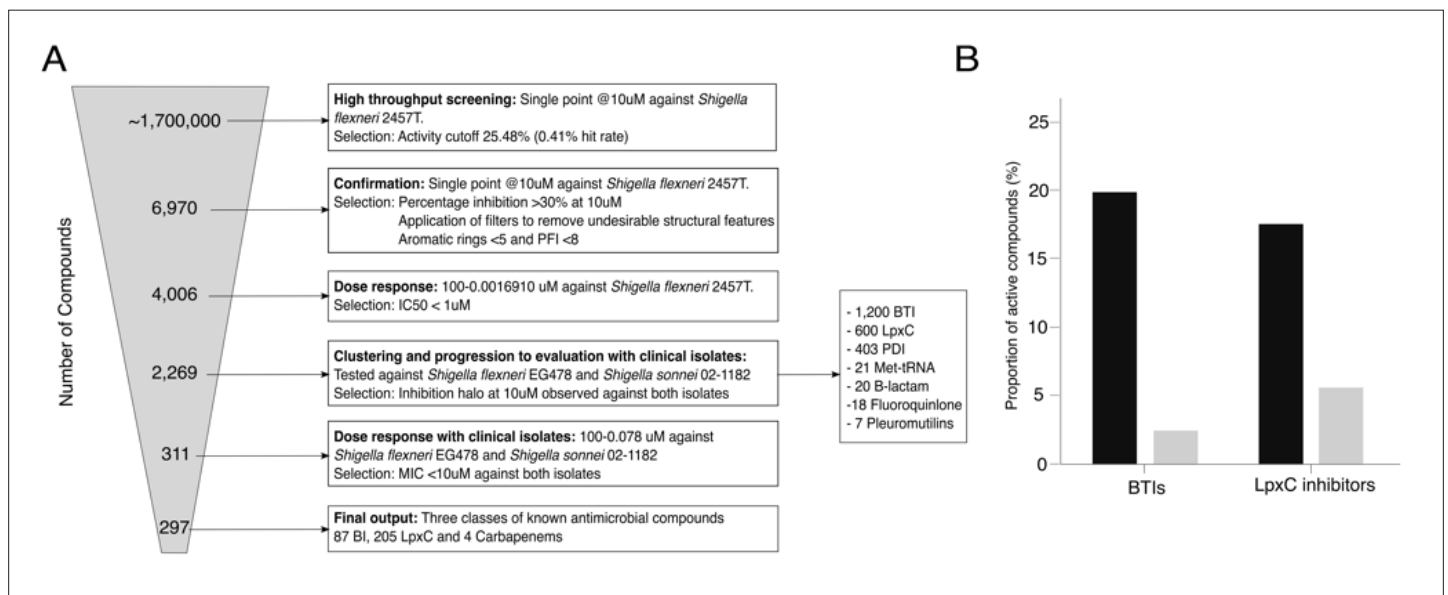 A
Number of Compounds
~1,700,000
6,970
4,006
2,269
311
297
High throughput screening: Single point @10uM against Shigella
flexneri 2457T.
Selection: Activity cutoff 25.48% (0.41% hit rate)
Confirmation: Single point @10uM against Shigella flexneri 2457T.
Selection: Percentage inhibition >30% at 10uM
Application of filters to remove undesirable structural features
Aromatic rings <5 and PFI <8
Dose response: 100-0.0016910 uM against Shigella flexneri 2457T.
Selection: IC50 < 1uM
Clustering and progression to evaluation with clinical isolates:
Tested against Shigella flexneri EG478 and Shigella sonnei 02-1182
Selection: Inhibition halo at 10uM observed against both isolates
Dose response with clinical isolates: 100-0.078 uM against
Shigella flexneri EG478 and Shigella sonnei 02-1182
Selection: MIC <10uM against both isolates
Final output: Three classes of known antimicrobial compounds
87 BI, 205 LpxC and 4 Carbapenems
- 1,200 BTI
- 600 LpxC
- 403 PDI
- 21 Met-tRNA
- 20 B-lactam
-18 Fluoroquinlone
- 7 Pleuromutilins
B
Proportion of active compounds (%)
25
20
15
10
5
0
BTIs
LpxC inhibitors